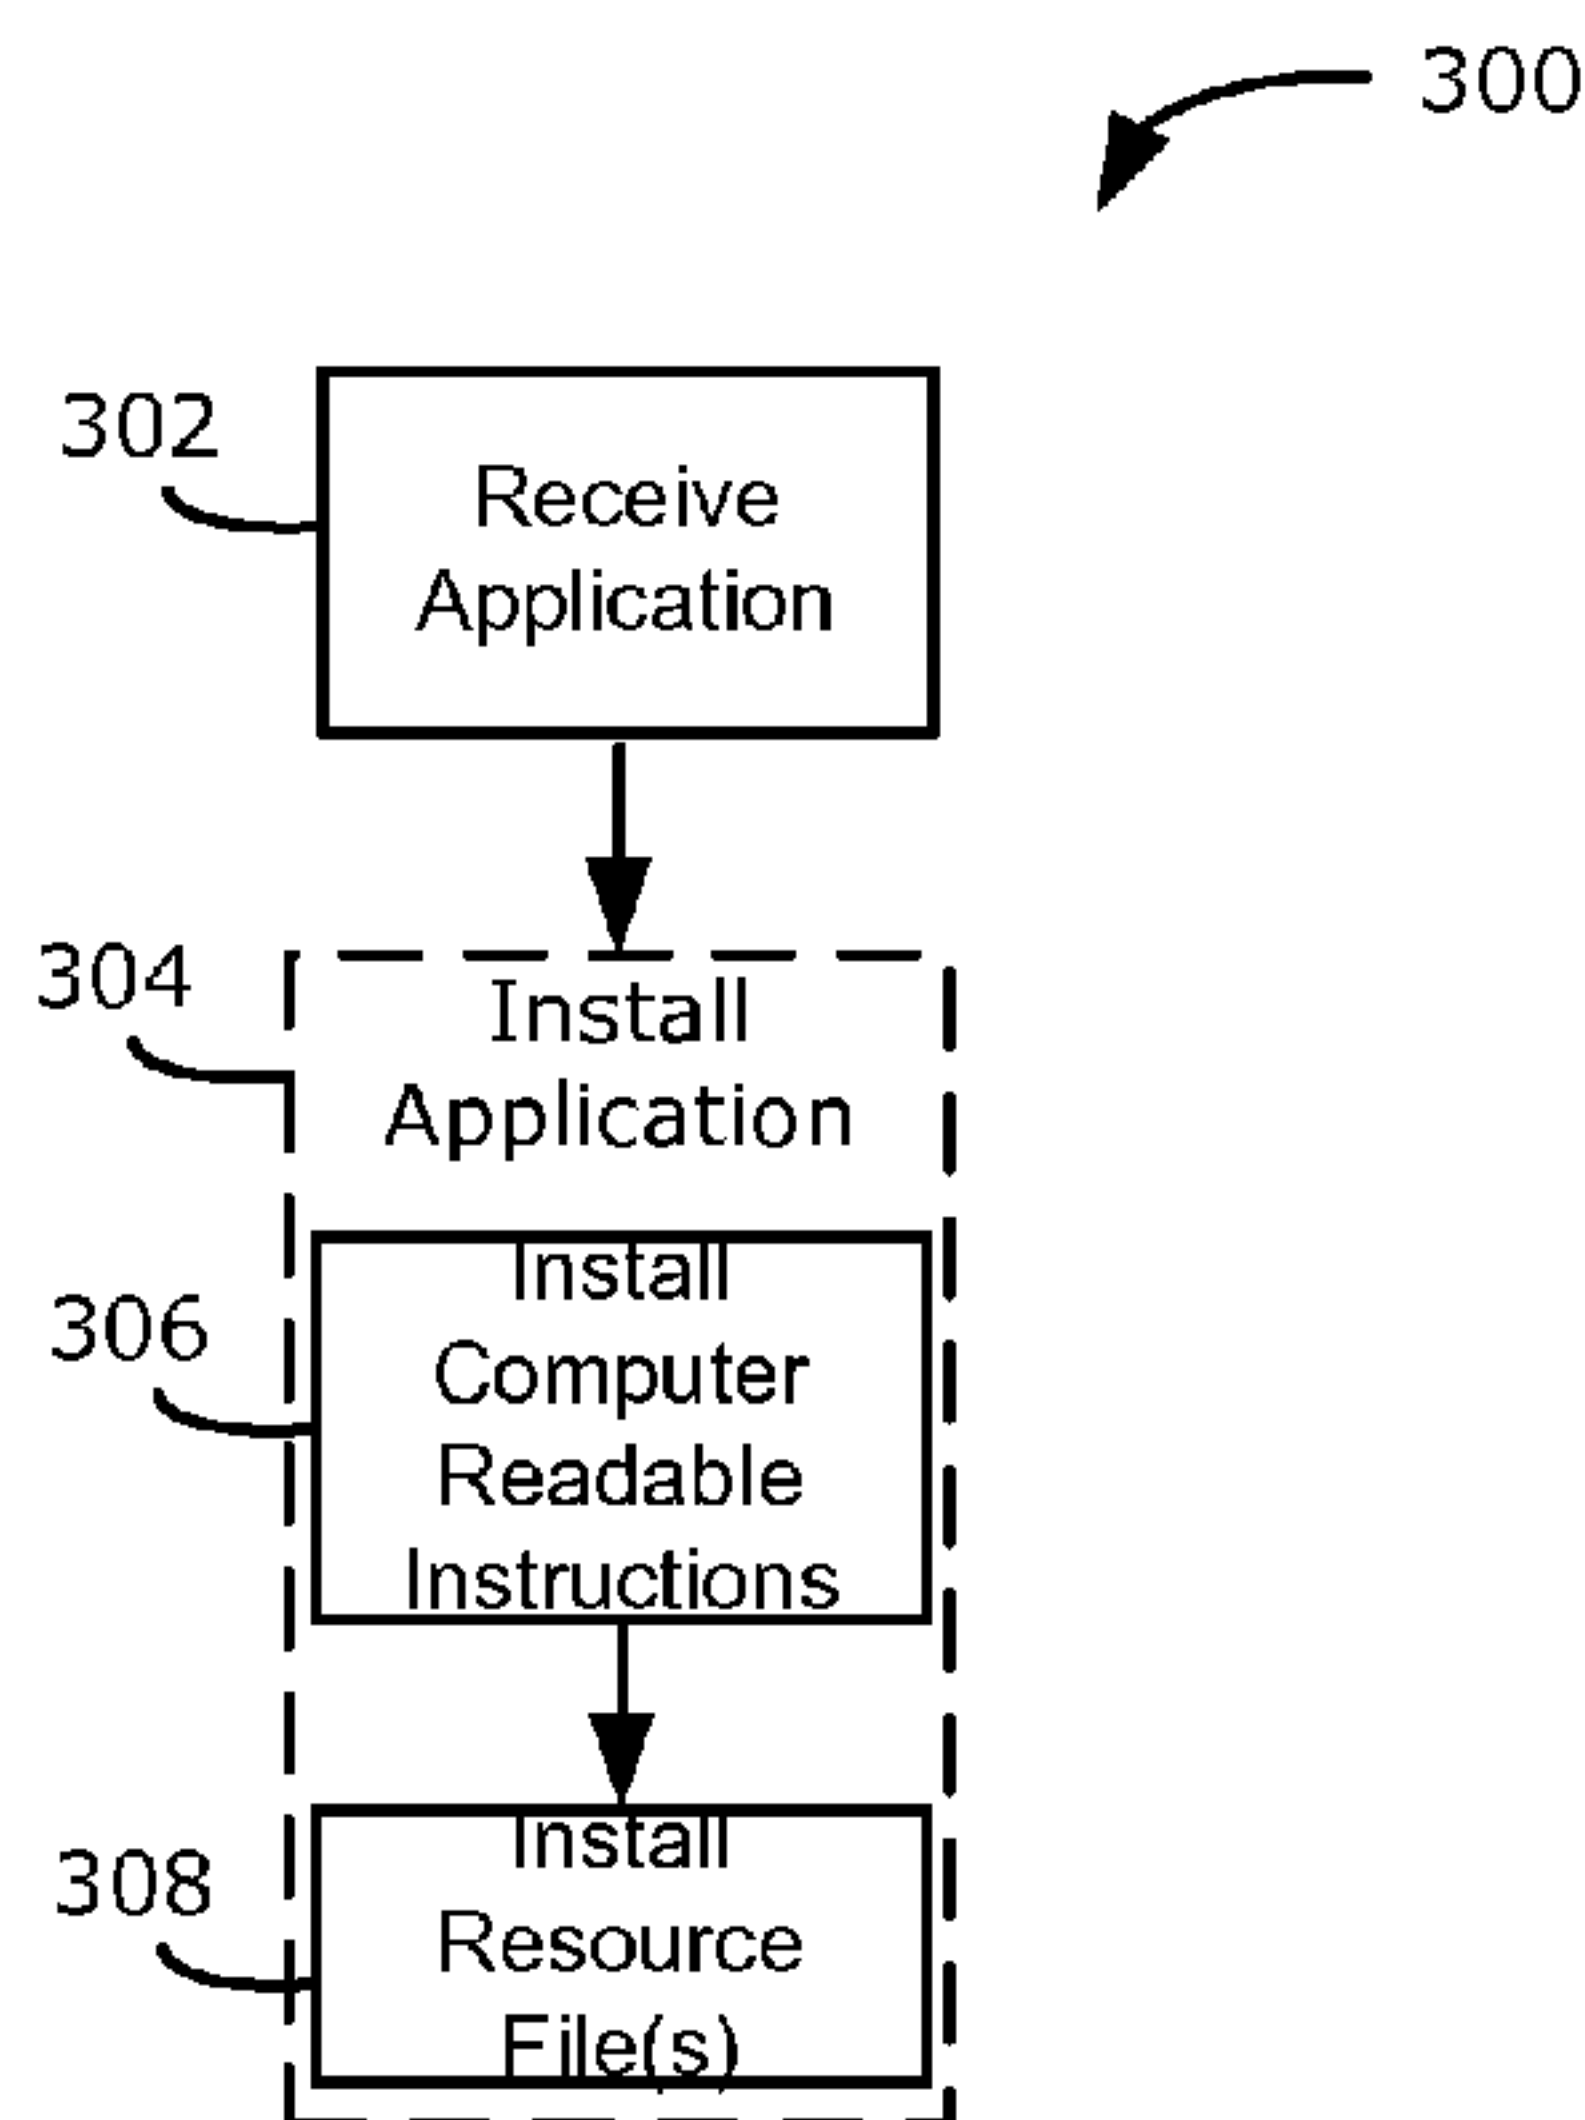 300
302
Receive
Application
304
Install
Application
306
Install
Computer
Readable
Instructions
308
Install
Resource
File(s)